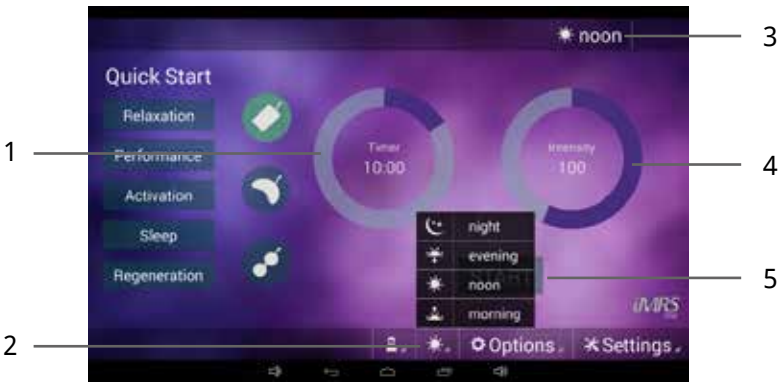 noon
3
Quick Start
Relaxation
1
Performance
Activation
Sleep
Regeneration
Timer
10:00
Intensity
100
4
night
evening
noon
morning
START
5
iMRS
2
Options
Settings